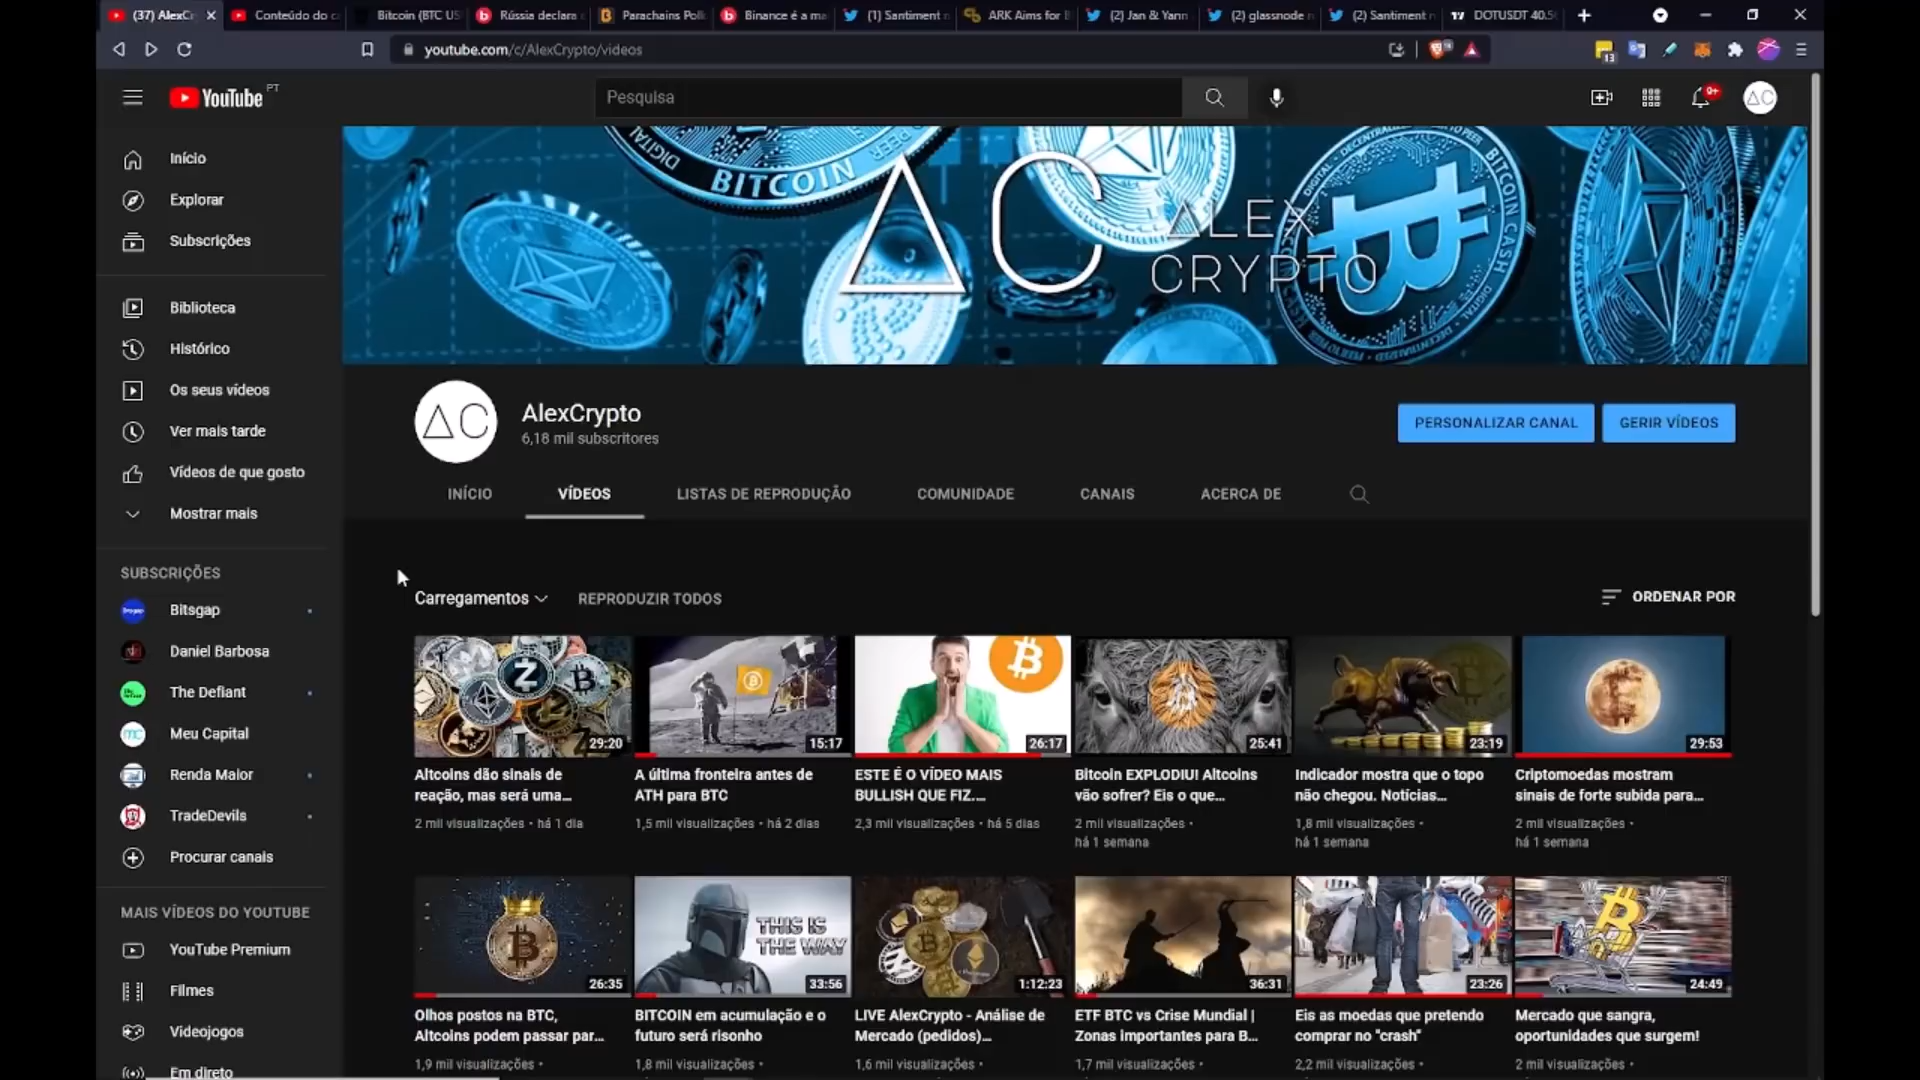 (37) AlexC
Conteúdo do c
Bitcoin (BTC US
Rússia declara
Parachains Pol
Binance é a ma
(1) Santiment
ARK Aims for
(2) Jan & Yann
(2) glassnode
(2) Santiment
DOTUSDT 40.5
youtube.com/c/AlexCrypto/videos
13
YouTube PT
Pesquisa
9+
AC
Início
Explorar
Subscrições
Biblioteca
Histórico
Os seus vídeos
Ver mais tarde
Vídeos de que gosto
Mostrar mais
SUBSCRIÇÕES
Bitsgap
Daniel Barbosa
The Defiant
Meu Capital
Renda Maior
TradeDevils
Procurar canais
MAIS VÍDEOS DO YOUTUBE
YouTube Premium
Filmes
Videojogos
Em direto
DIGITAL
BITCOIN
BITCOIN CASH
AC
ALEX
CRYPTO
AC
AlexCrypto
6,18 mil subscritores
PERSONALIZAR CANAL
GERIR VÍDEOS
INÍCIO
VÍDEOS
LISTAS DE REPRODUÇÃO
COMUNIDADE
CANAIS
ACERCA DE
Carregamentos
REPRODUZIR TODOS
ORDENAR POR
29:20
15:17
26:17
25:41
23:19
29:53
Altcoins dão sinais de
reação, mas será uma...
2 mil visualizações • há 1 dia
A última fronteira antes de
ATH para BTC
1,5 mil visualizações • há 2 dias
ESTE É O VÍDEO MAIS
BULLISH QUE FIZ....
2,3 mil visualizações • há 5 dias
Bitcoin EXPLODIU! Altcoins
vão sofrer? Eis o que...
2 mil visualizações •
há 1 semana
Indicador mostra que o topo
não chegou. Notícias...
1,8 mil visualizações •
há 1 semana
Criptomoedas mostram
sinais de forte subida para...
2 mil visualizações •
há 1 semana
26:35
THIS IS
THE WAY
33:56
1:12:23
36:31
23:26
24:49
Olhos postos na BTC,
Altcoins podem passar par...
1,9 mil visualizações •
BITCOIN em acumulação e o
futuro será risonho
1,8 mil visualizações •
LIVE AlexCrypto - Análise de
Mercado (pedidos)...
1,6 mil visualizações •
ETF BTC vs Crise Mundial |
Zonas importantes para B...
1,7 mil visualizações •
Eis as moedas que pretendo
comprar no "crash"
2,2 mil visualizações •
Mercado que sangra,
oportunidades que surgem!
2 mil visualizações •